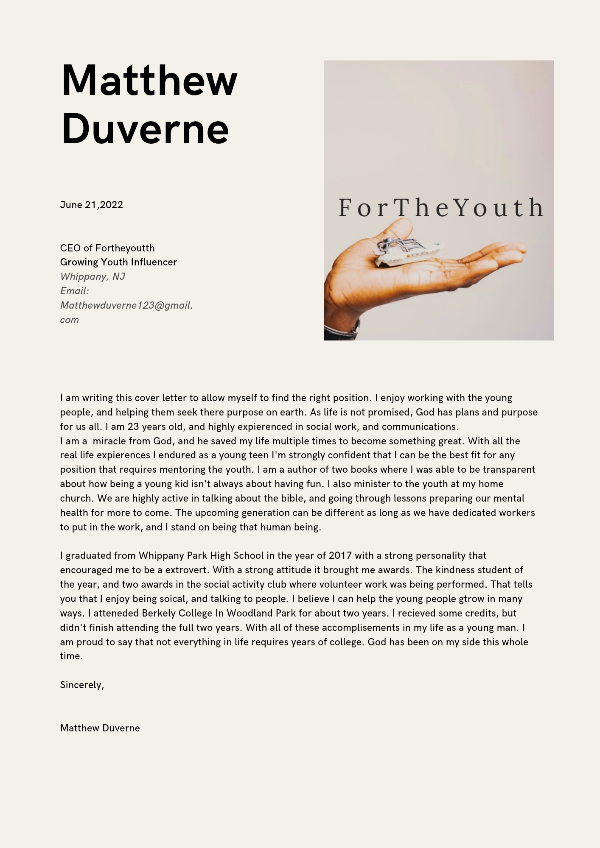 Matthew
Duverne
ForTheYouth
June 21,2022
CEO of Fortheyoutth
Growing Youth Influencer
Whippany, NJ
Email:
Matthewduverne123@gmail.
com
I am writing this cover letter to allow myself to find the right position. I enjoy working with the young
people, and helping them seek there purpose on earth. As life is not promised, God has plans and purpose
for us all. I am 23 years old, and highly expierenced in social work, and communications.
I am a  miracle from God, and he saved my life multiple times to become something great. With all the
real life expierences I endured as a young teen I'm strongly confident that I can be the best fit for any
position that requires mentoring the youth. I am a author of two books where I was able to be transparent
about how being a young kid isn't always about having fun. I also minister to the youth at my home
church. We are highly active in talking about the bible, and going through lessons preparing our mental
health for more to come. The upcoming generation can be different as long as we have dedicated workers
to put in the work, and I stand on being that human being.
I graduated from Whippany Park High School in the year of 2017 with a strong personality that
encouraged me to be a extrovert. With a strong attitude it brought me awards. The kindness student of
the year, and two awards in the social activity club where volunteer work was being performed. That tells
you that I enjoy being soical, and talking to people. I believe I can help the young people gtrow in many
ways. I atteneded Berkely College In Woodland Park for about two years. I recieved some credits, but
didn't finish attending the full two years. With all of these accomplisements in my life as a young man. I
am proud to say that not everything in life requires years of college. God has been on my side this whole
time.
Sincerely,
Matthew Duverne